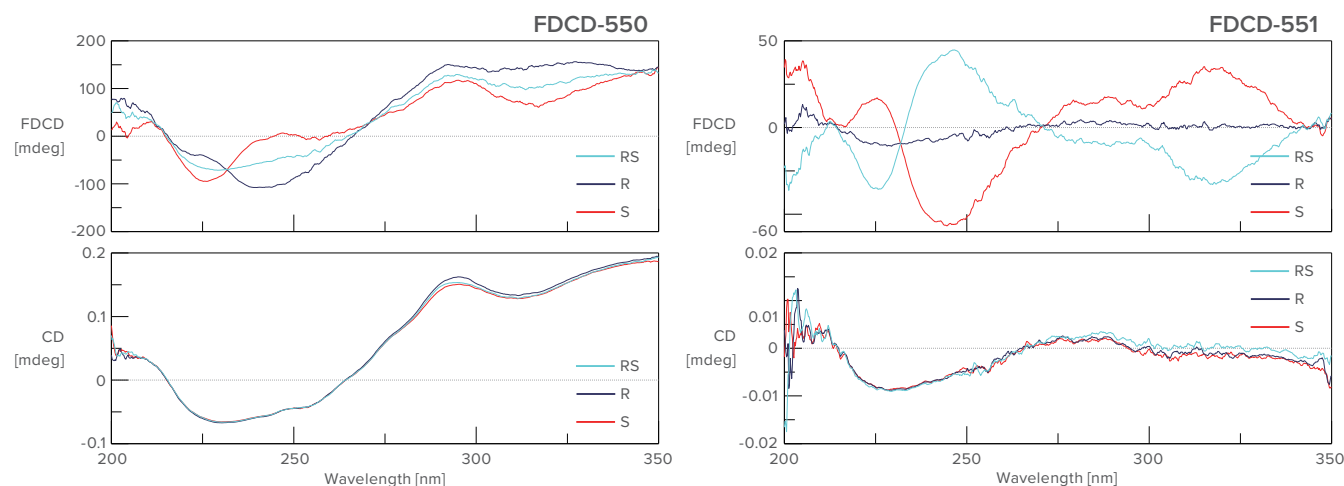 FDCD-550
200
100
0
-100
-200
FDCD
[mdeg]
RS
R
S
0.2
0.1
0
-0.1
CD
[mdeg]
RS
R
S
200
250
300
350
Wavelength [nm]
FDCD-551
50
0
-60
FDCD
[mdeg]
RS
R
S
0.02
0.01
0
-0.01
-0.02
CD
[mdeg]
RS
R
S
200
250
300
350
Wavelength [nm]